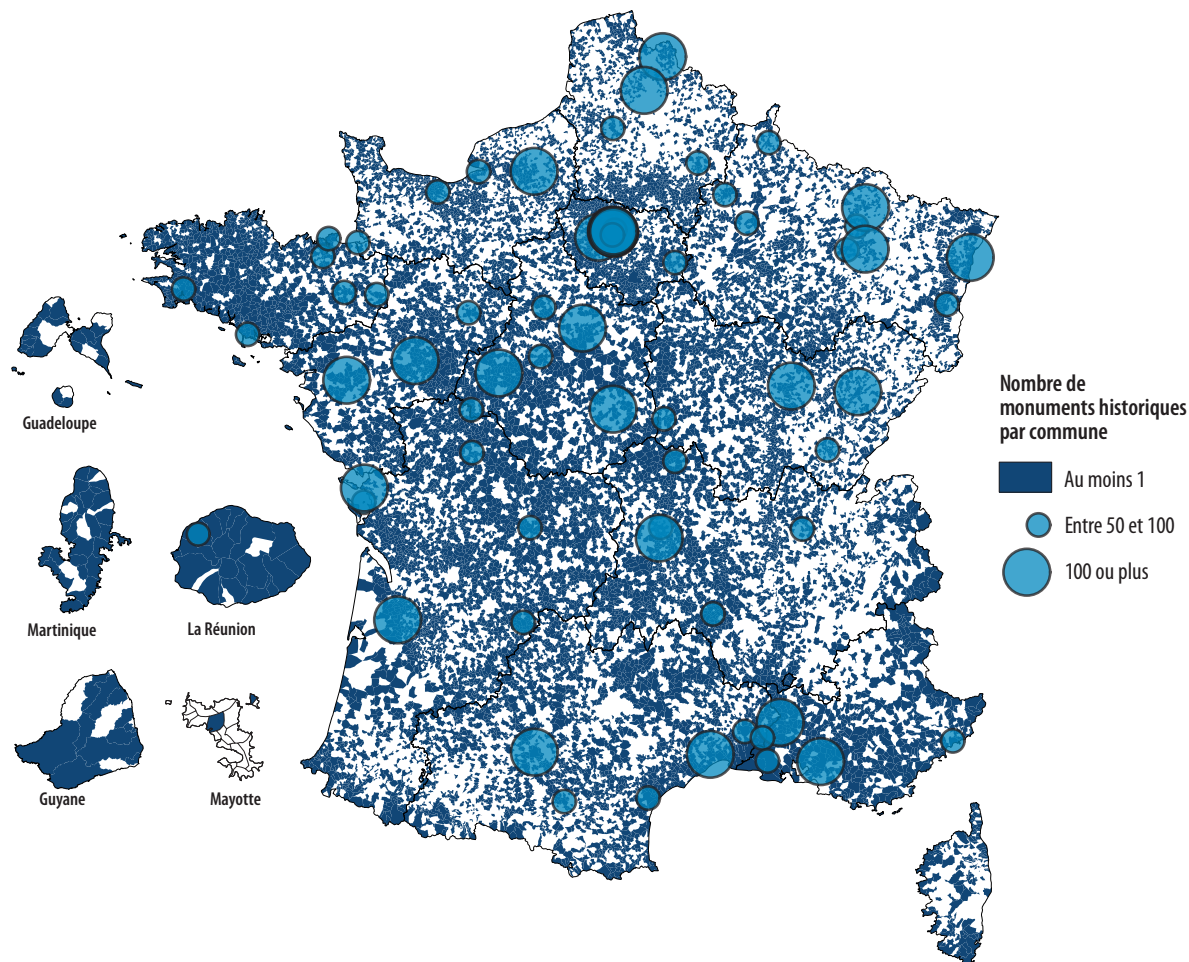 Guadeloupe
Martinique
La Réunion
Guyane
Mayotte
Nombre de
monuments historiques
par commune
Au moins 1
Entre 50 et 100
100 ou plus